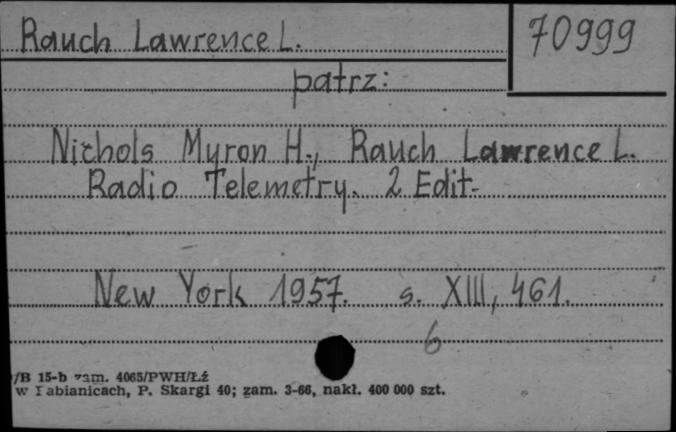 Rauch Lawrence L.
70999
patrz:
Nichols Myron H., Rauch Lawrence L.
Radio Telemetry. 2 Edit.
New York 1957. s. XIII, 461.
6
/B 15-b zam. 4065/PWH/Łź
w Pabianicach, P. Skargi 40; zam. 3-66, nakł. 400 000 szt.